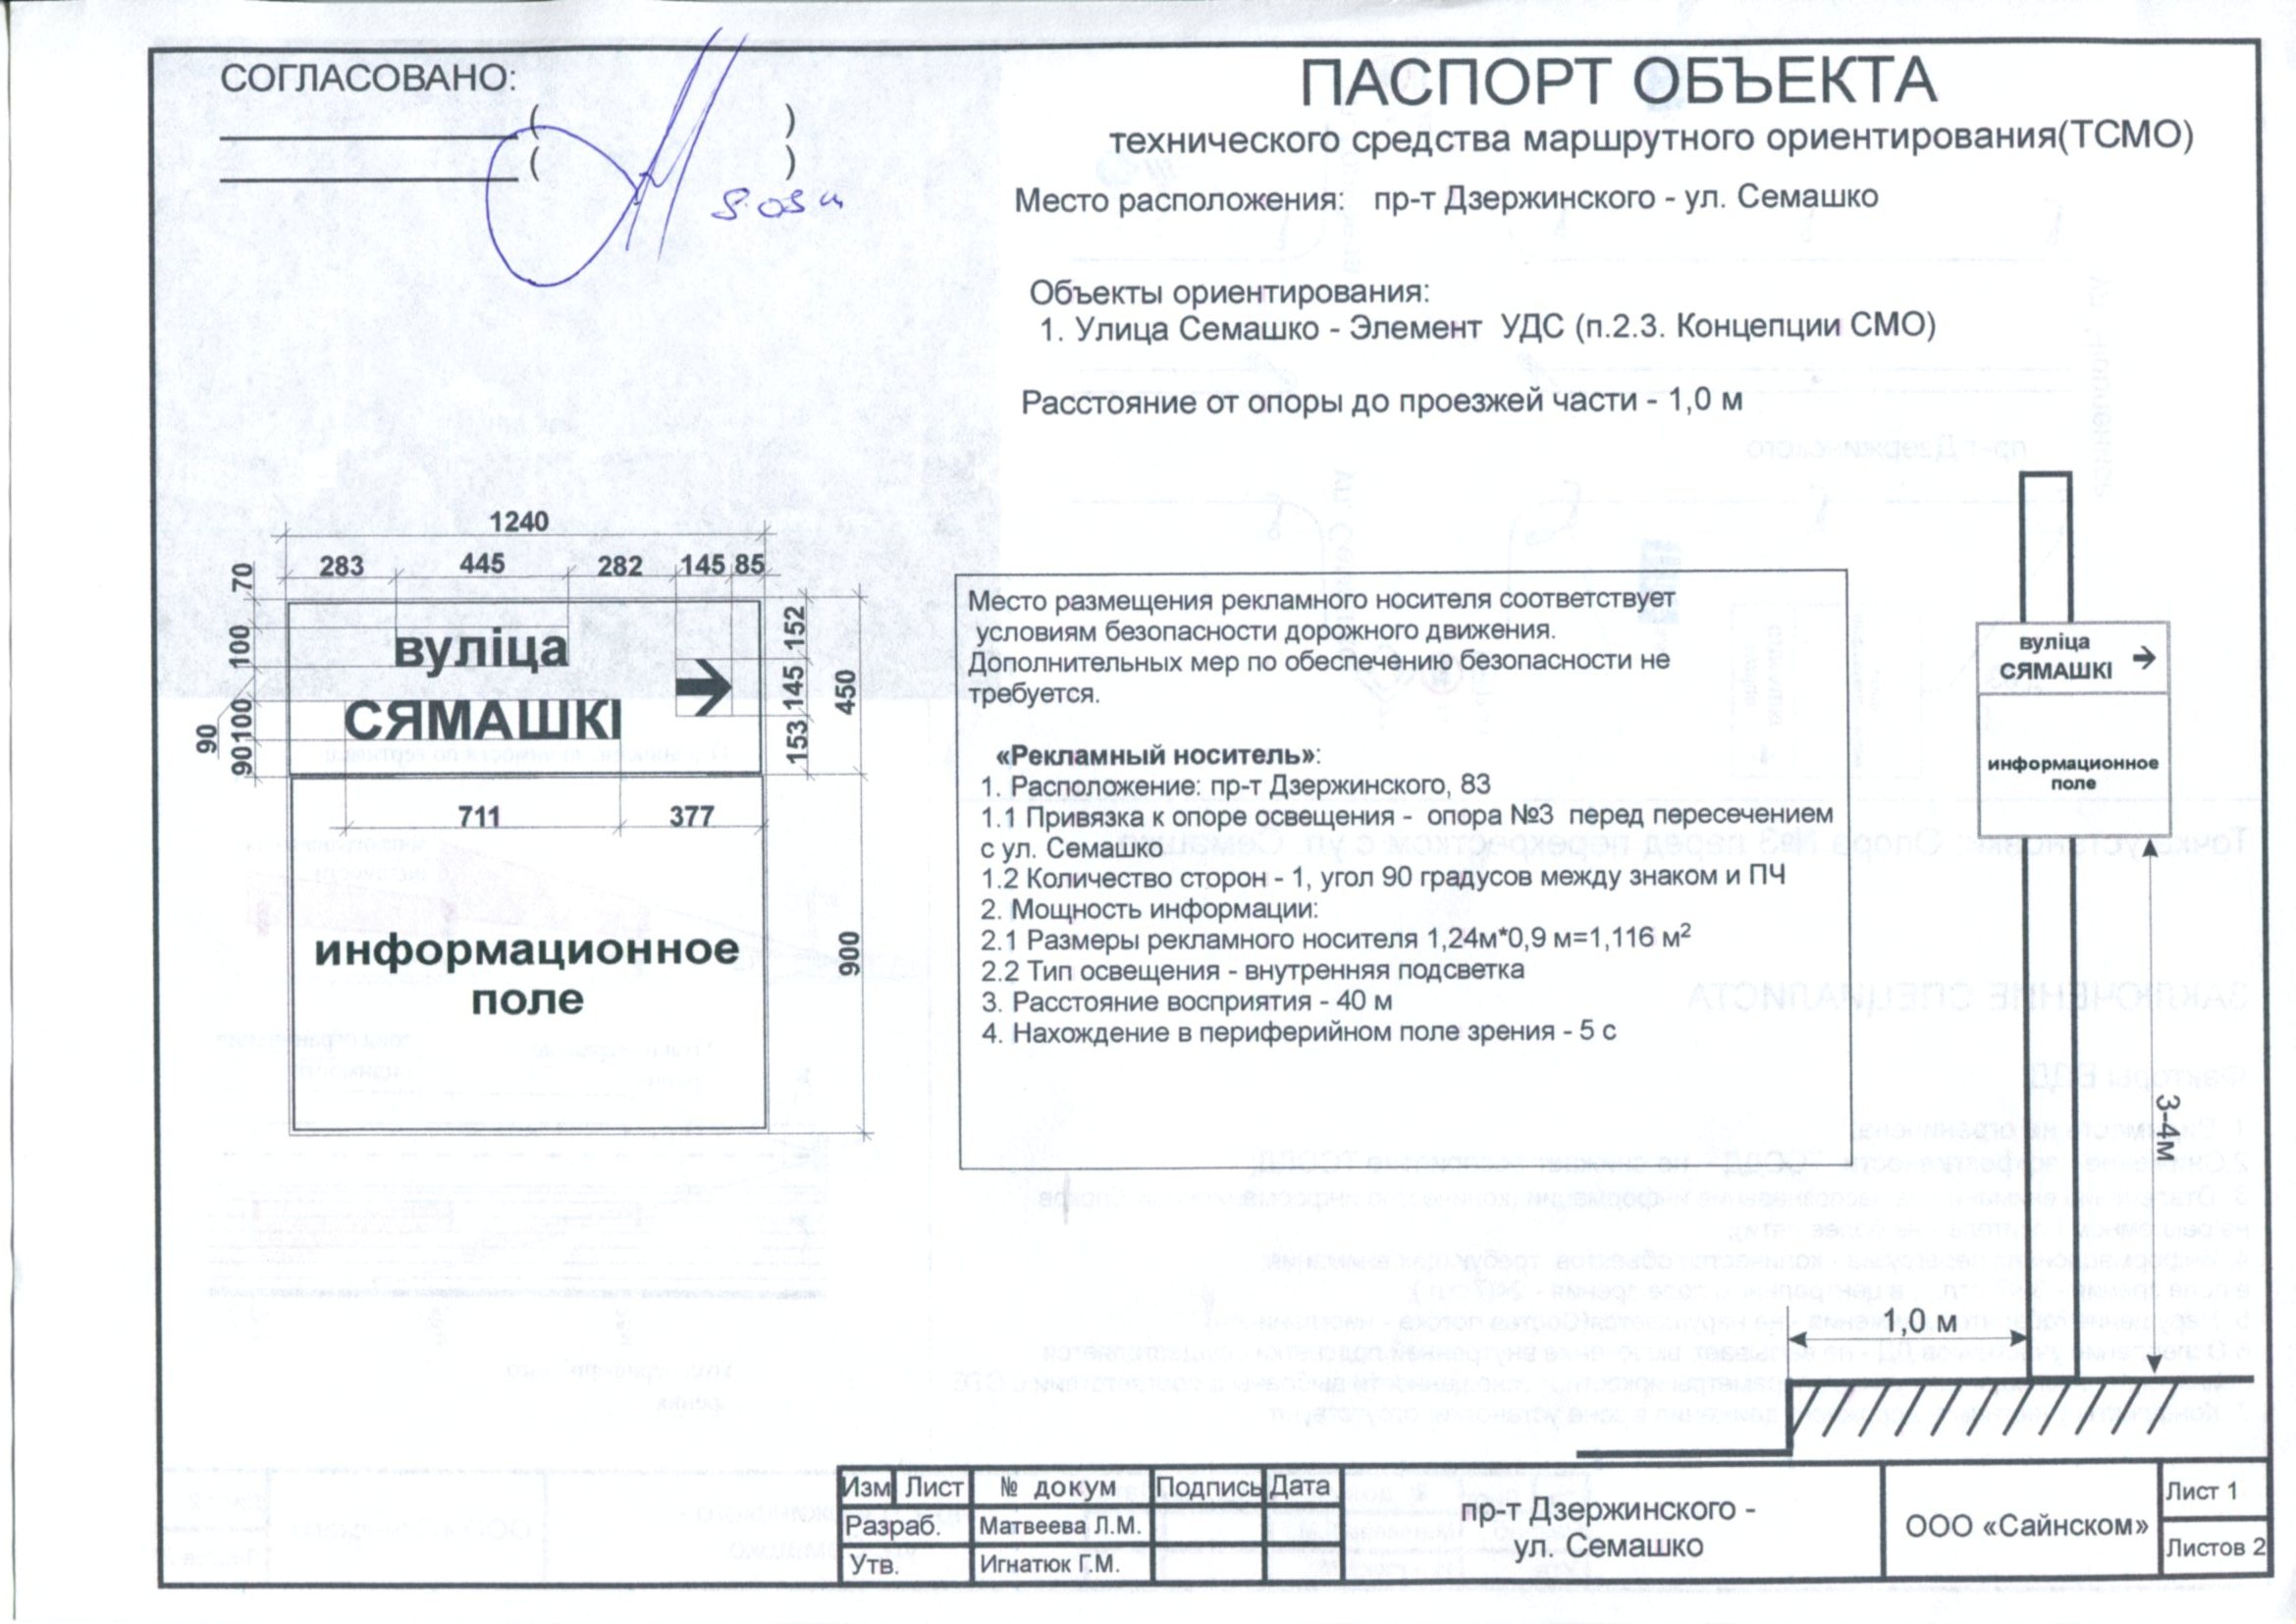 СОГЛАСОВАНО:
( )
( )
ПАСПОРТ ОБЪЕКТА
технического средства маршрутного ориентирования(ТСМО)
Место расположения: пр-т Дзержинского - ул. Семашко
Объекты ориентирования:
1. Улица Семашко - Элемент УДС (п.2.3. Концепции СМО)
Расстояние от опоры до проезжей части - 1,0 м
1240
283 445 282 145 85
70
100
90
100
90
152
145
153
450
900
вуліца
СЯМАШКІ
711 377
информационное
поле
Место размещения рекламного носителя соответствует
условиям безопасности дорожного движения.
Дополнительных мер по обеспечению безопасности не
требуется.
«Рекламный носитель»:
1. Расположение: пр-т Дзержинского, 83
1.1 Привязка к опоре освещения - опора №3 перед пересечением
с ул. Семашко
1.2 Количество сторон - 1, угол 90 градусов между знаком и ПЧ
2. Мощность информации:
2.1 Размеры рекламного носителя 1,24м*0,9 м=1,116 м²
2.2 Тип освещения - внутренняя подсветка
3. Расстояние восприятия - 40 м
4. Нахождение в периферийном поле зрения - 5 с
вуліца
СЯМАШКІ
информационное
поле
3-4м
1,0 м
Изм Лист № докум Подпись Дата
Разраб. Матвеева Л.М.
Утв. Игнатюк Г.М.
пр-т Дзержинского -
ул. Семашко
ООО «Сайнском»
Лист 1
Листов 2